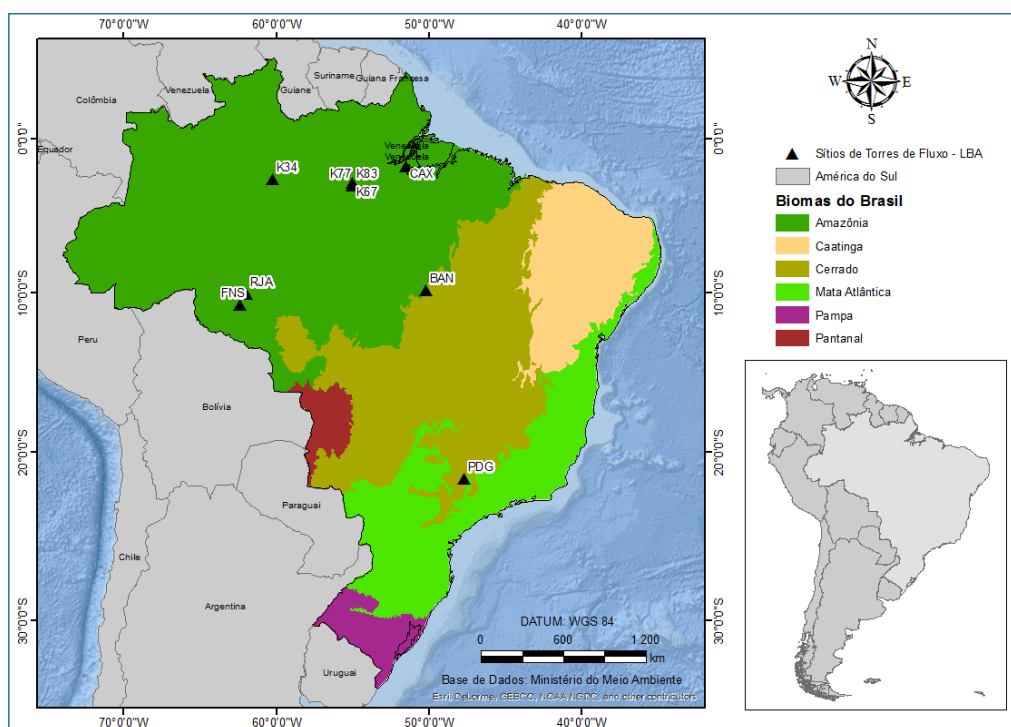 70°0'0"W
60°0'0"W
50°0'0"W
40°0'0"W
Colômbia
Venezuela
Guiane
Suriname
Guiana Francesa
Equador
0°0'0"
Venezuela
Venezuela
K34
K77
K83
K67
CAX
RJA
FNS
BAN
10°0'0"S
Peru
Bolívia
20°0'0"S
PDG
Paraguai
Chile
Argentina
30°0'0"S
Uruguai
DATUM: WGS 84
0
600
1.200
km
Base de Dados: Ministério do Meio Ambiente
Esri, DeLorme, GEBCO, NOAA NGDC, and other contributors
70°0'0"W
60°0'0"W
50°0'0"W
40°0'0"W
N
W
E
S
Sítios de Torres de Fluxo - LBA
América do Sul
Biomas do Brasil
Amazônia
Caatinga
Cerrado
Mata Atlântica
Pampa
Pantanal
0°0'0"
10°0'0"S
20°0'0"S
30°0'0"S